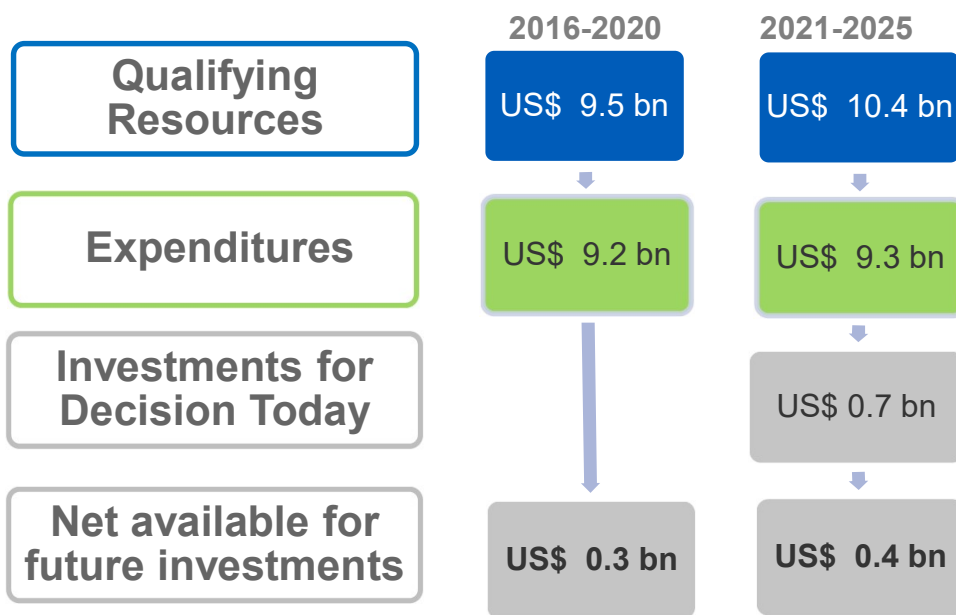 2016-2020 2021-2025
Qualifying
Resources
US$ 9.5 bn US$ 10.4 bn
Expenditures
US$ 9.2 bn US$ 9.3 bn
Investments for
Decision Today
US$ 0.7 bn
Net available for
future investments
US$ 0.3 bn US$ 0.4 bn